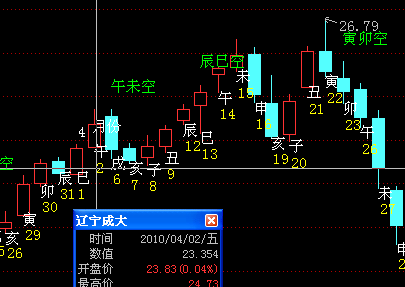 26.79
寅卯空
辰巳空
午未空
空
未
15
午
14
申
16
丑
21
寅
22
卯
23
午
26
未
27
申
辰
12
巳
13
亥
19
子
20
4
2
戌
6
亥
7
子
8
丑
9
亥
26
寅
29
卯
30
辰
31
巳
1
辽宁成大
时间 2010/04/02/五
数值 23.354
开盘价 23.83(0.04%)
最高价 24.73